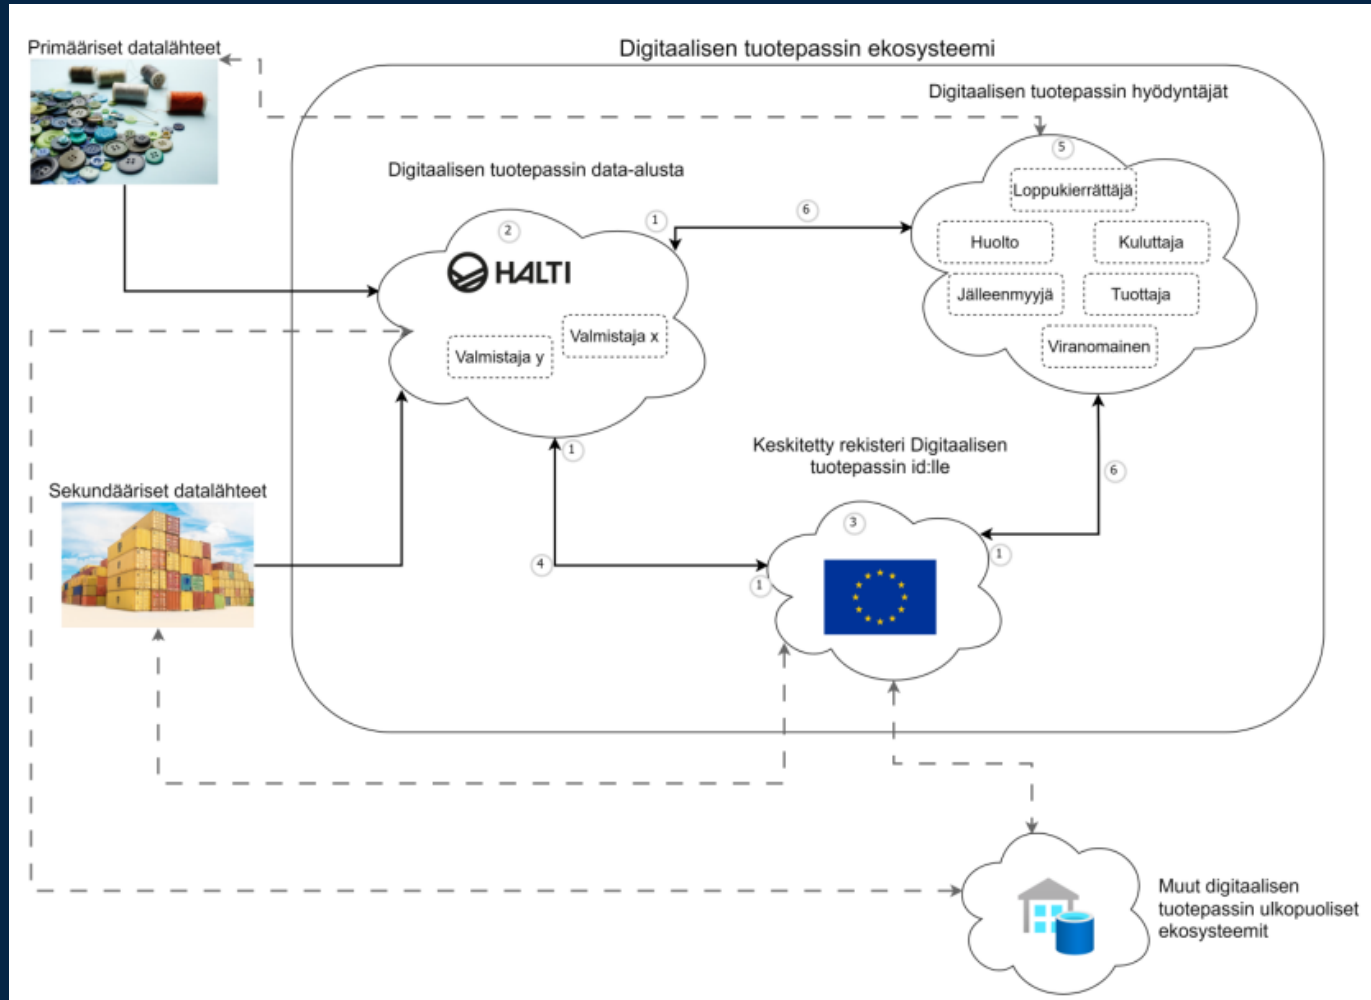 Digitaalisen tuotepassin ekosysteemi
Primääriset datalähteet
Digitaalisen tuotepassin hyödyntäjät
5
Loppukierrättäjä
Huolto
Kuluttaja
Jälleenmyyjä
Tuottaja
Viranomainen
Digitaalisen tuotepassin data-alusta
1
6
2
HALTI
Valmistaja x
Valmistaja y
1
Keskitetty rekisteri Digitaalisen
tuotepassin id:lle
6
Sekundääriset datalähteet
3
4
1
1
Muut digitaalisen
tuotepassin ulkopuoliset
ekosysteemit